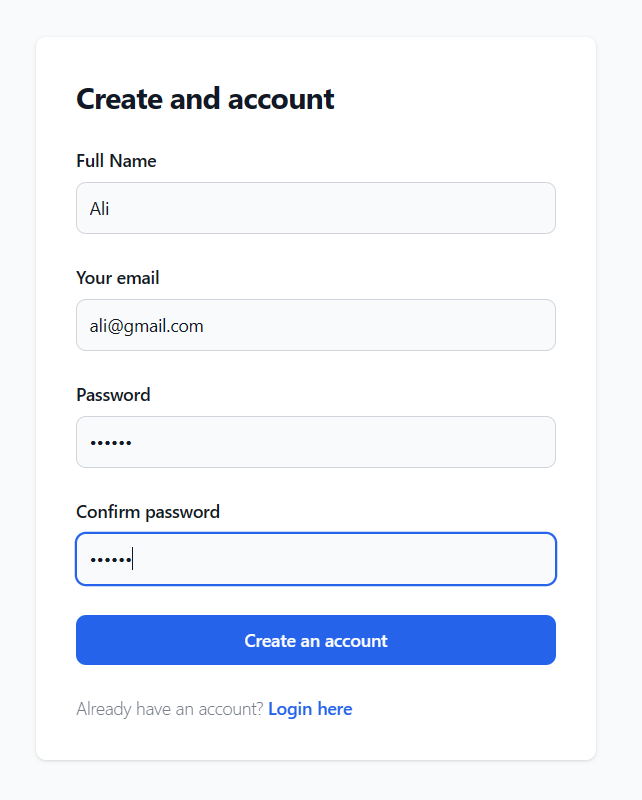 Create and account
Full Name
Ali
Your email
ali@gmail.com
Password
••••••
Confirm password
••••••
Create an account
Already have an account? Login here